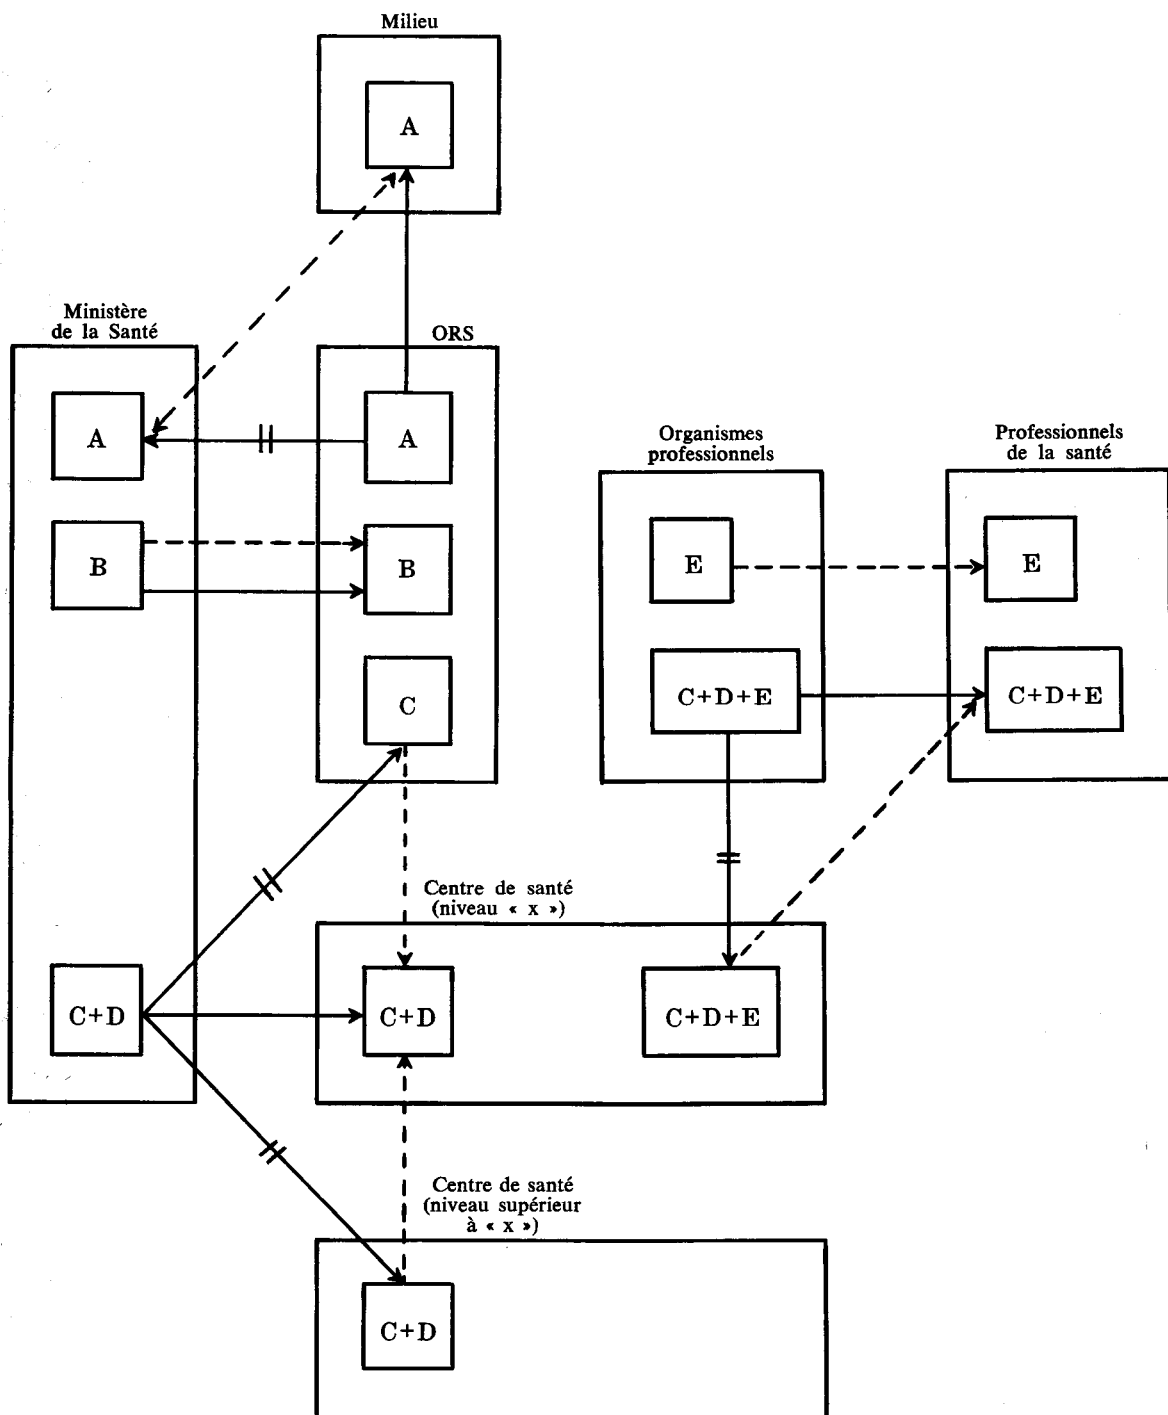 Milieu
A
Ministère
de la Santé
ORS
A
A
Organismes
professionnels
Professionnels
de la santé
B
B
E
E
C
C+D+E
C+D+E
Centre de santé
(niveau « x »)
C+D
C+D
C+D+E
Centre de santé
(niveau supérieur
à « x »)
C+D